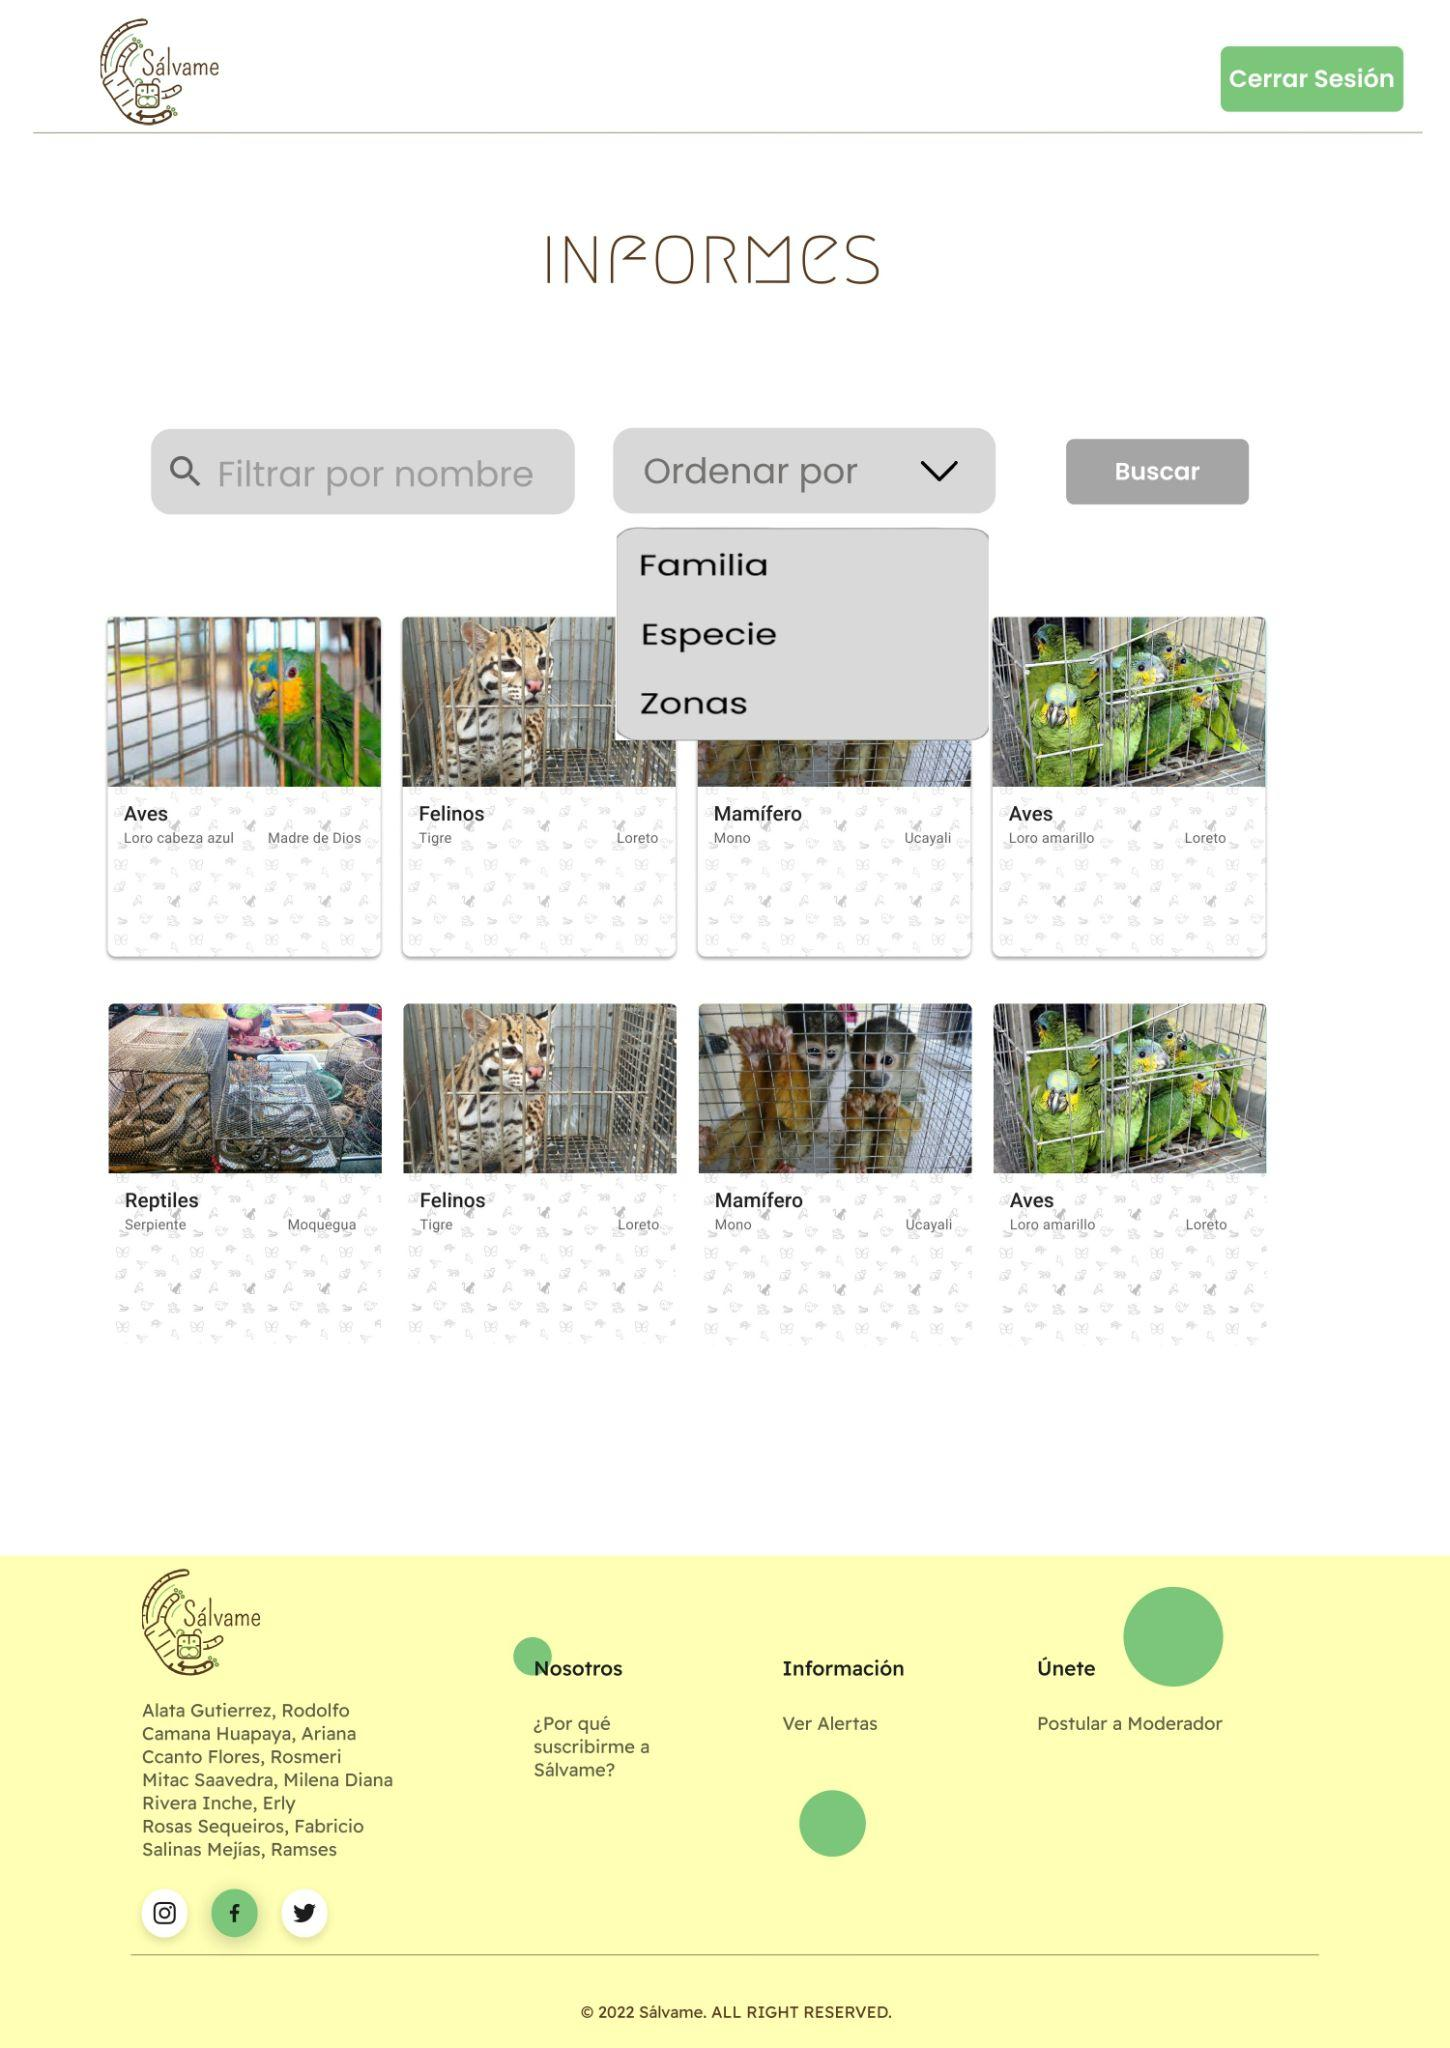 Sálvame
Cerrar Sesión
INFORMES
Filtrar por nombre
Ordenar por
Buscar
Familia
Especie
Zonas
Aves
Loro cabeza azul Madre de Dios
Felinos
Tigre Loreto
Mamífero
Mono Ucayali
Aves
Loro amarillo Loreto
Reptiles
Serpiente Moquegua
Felinos
Tigre Loreto
Mamífero
Mono Ucayali
Aves
Loro amarillo Loreto
Sálvame
Alata Gutierrez, Rodolfo
Camana Huapaya, Ariana
Ccanto Flores, Rosmeri
Mitac Saavedra, Milena Diana
Rivera Inche, Erly
Rosas Sequeiros, Fabricio
Salinas Mejías, Ramses
Nosotros
¿Por qué
suscribirme a
Sálvame?
Información
Ver Alertas
Únete
Postular a Moderador
© 2022 Sálvame. ALL RIGHT RESERVED.